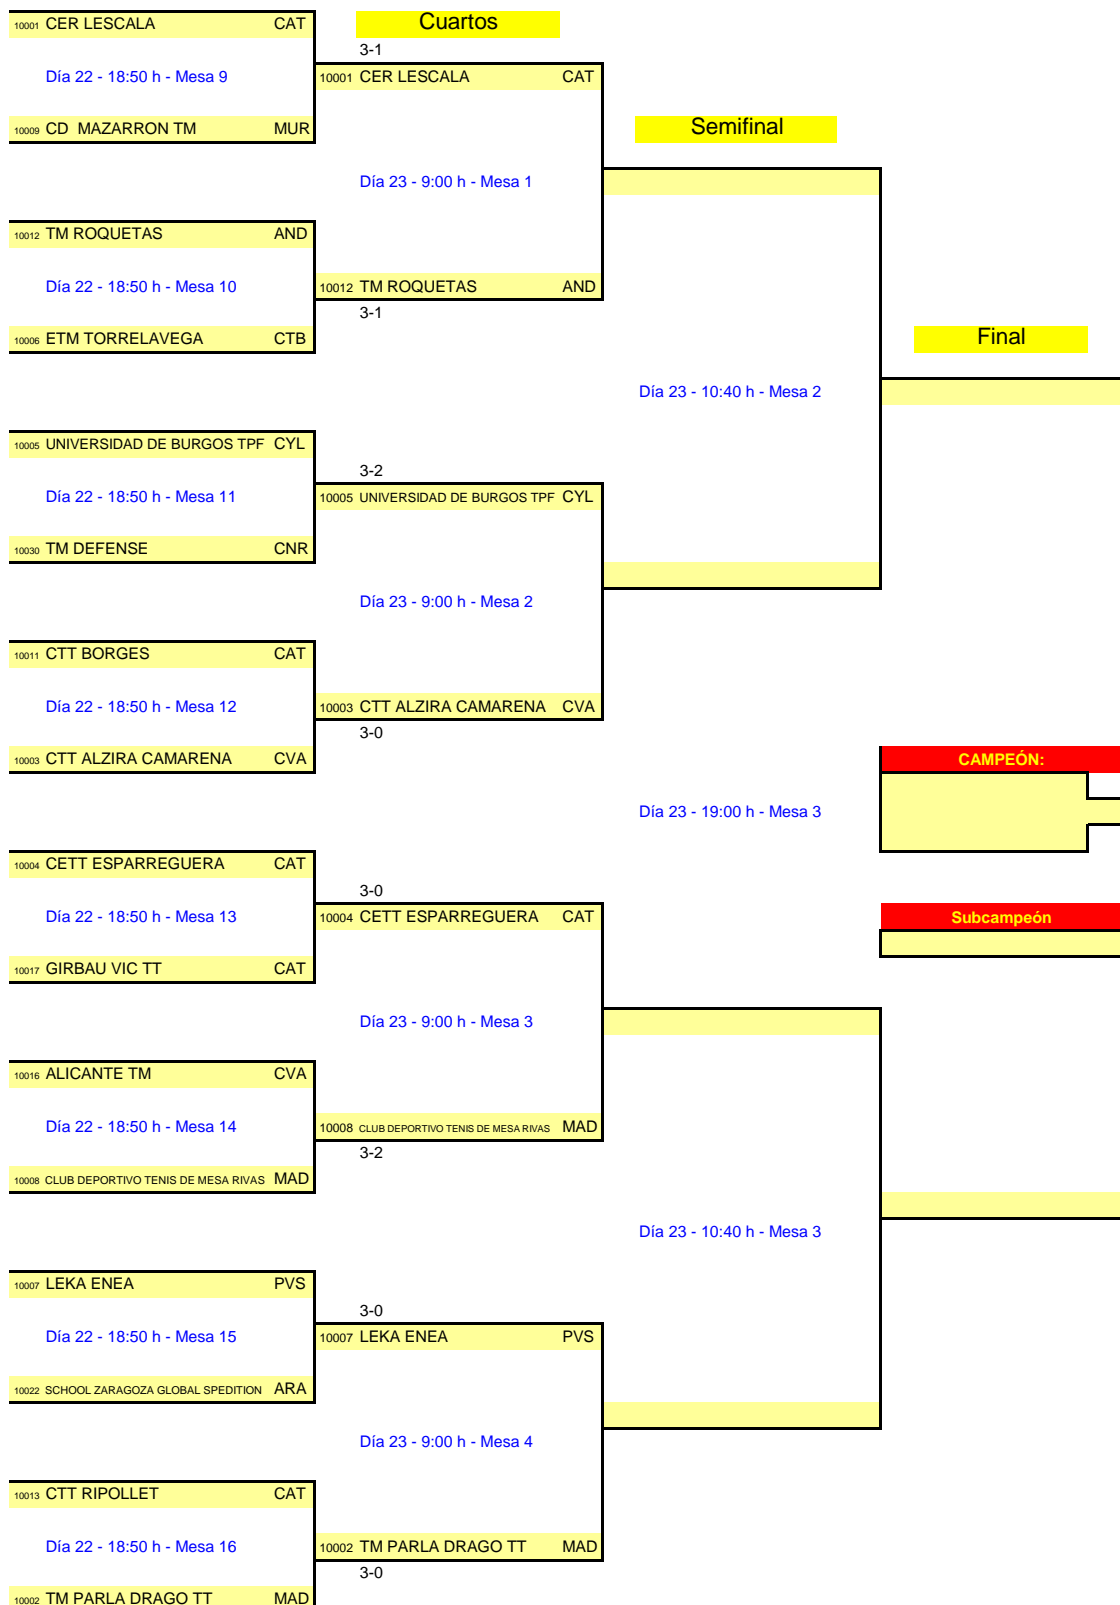 10001 CER LESCALA CAT
Cuartos
3-1
Día 22 - 18:50 h - Mesa 9
10001 CER LESCALA CAT
10009 CD  MAZARRON TM MUR
Semifinal
Día 23 - 9:00 h - Mesa 1
10012 TM ROQUETAS AND
Día 22 - 18:50 h - Mesa 10
10012 TM ROQUETAS AND
3-1
10006 ETM TORRELAVEGA CTB
Final
Día 23 - 10:40 h - Mesa 2
10005 UNIVERSIDAD DE BURGOS TPF CYL
3-2
Día 22 - 18:50 h - Mesa 11
10005 UNIVERSIDAD DE BURGOS TPF CYL
10030 TM DEFENSE CNR
Día 23 - 9:00 h - Mesa 2
10011 CTT BORGES CAT
Día 22 - 18:50 h - Mesa 12
10003 CTT ALZIRA CAMARENA CVA
3-0
10003 CTT ALZIRA CAMARENA CVA
CAMPEÓN:
Día 23 - 19:00 h - Mesa 3
10004 CETT ESPARREGUERA CAT
3-0
Día 22 - 18:50 h - Mesa 13
10004 CETT ESPARREGUERA CAT
Subcampeón
10017 GIRBAU VIC TT CAT
Día 23 - 9:00 h - Mesa 3
10016 ALICANTE TM CVA
Día 22 - 18:50 h - Mesa 14
10008 CLUB DEPORTIVO TENIS DE MESA RIVAS MAD
3-2
10008 CLUB DEPORTIVO TENIS DE MESA RIVAS MAD
Día 23 - 10:40 h - Mesa 3
10007 LEKA ENEA PVS
3-0
Día 22 - 18:50 h - Mesa 15
10007 LEKA ENEA PVS
10022 SCHOOL ZARAGOZA GLOBAL SPEDITION ARA
Día 23 - 9:00 h - Mesa 4
10013 CTT RIPOLLET CAT
Día 22 - 18:50 h - Mesa 16
10002 TM PARLA DRAGO TT MAD
3-0
10002 TM PARLA DRAGO TT MAD